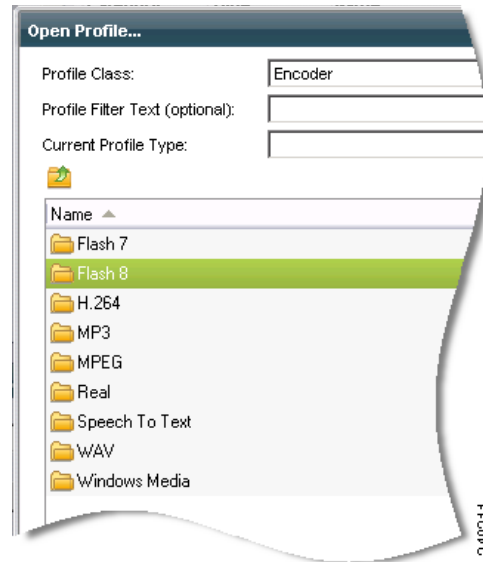 Open Profile...
Profile Class: Encoder
Profile Filter Text (optional):
Current Profile Type:
Name
Flash 7
Flash 8
H.264
MP3
MPEG
Real
Speech To Text
WAV
Windows Media